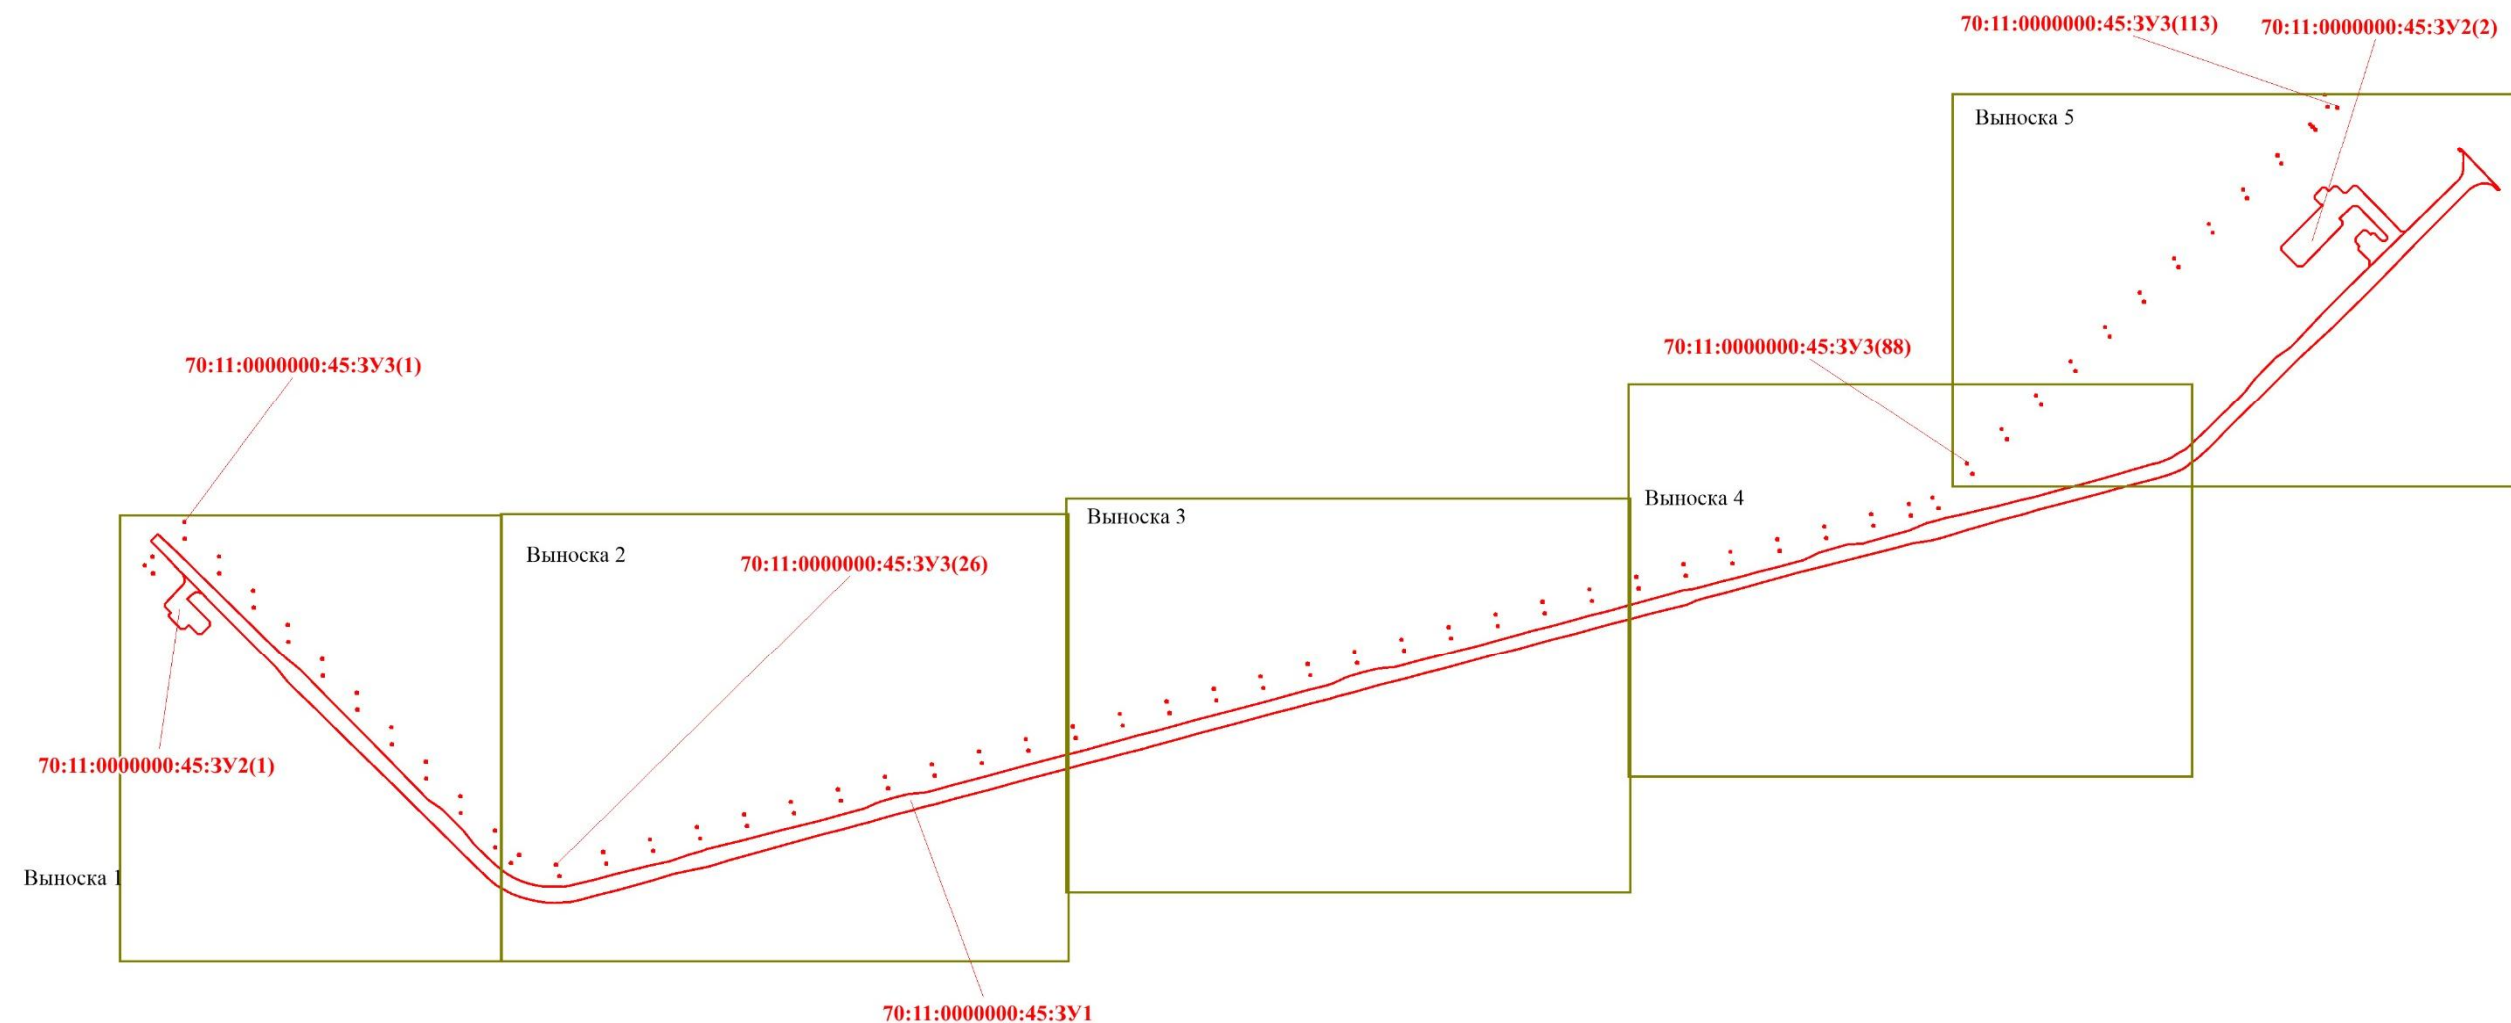 70:11:0000000:45:ЗУ3(113)
70:11:0000000:45:ЗУ2(2)
Выноска 5
70:11:0000000:45:ЗУ3(88)
70:11:0000000:45:ЗУ3(1)
Выноска 4
Выноска 3
Выноска 2
70:11:0000000:45:ЗУ3(26)
70:11:0000000:45:ЗУ2(1)
Выноска 1
70:11:0000000:45:ЗУ1